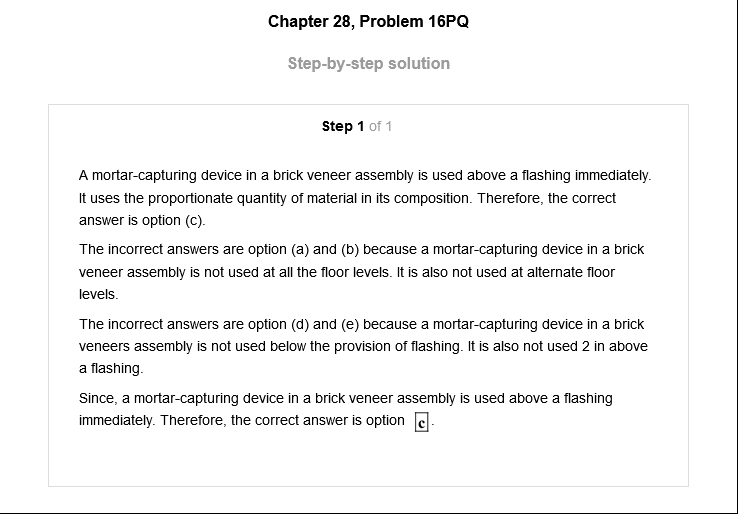 Chapter 28, Problem 16PQ
Step-by-step solution
Step 1 of 1
A mortar-capturing device in a brick veneer assembly is used above a flashing immediately.
It uses the proportionate quantity of material in its composition. Therefore, the correct
answer is option (c).
The incorrect answers are option (a) and (b) because a mortar-capturing device in a brick
veneer assembly is not used at all the floor levels. It is also not used at alternate floor
levels.
The incorrect answers are option (d) and (e) because a mortar-capturing device in a brick
veneers assembly is not used below the provision of flashing. It is also not used 2 in above
a flashing.
Since, a mortar-capturing device in a brick veneer assembly is used above a flashing
immediately. Therefore, the correct answer is option c.